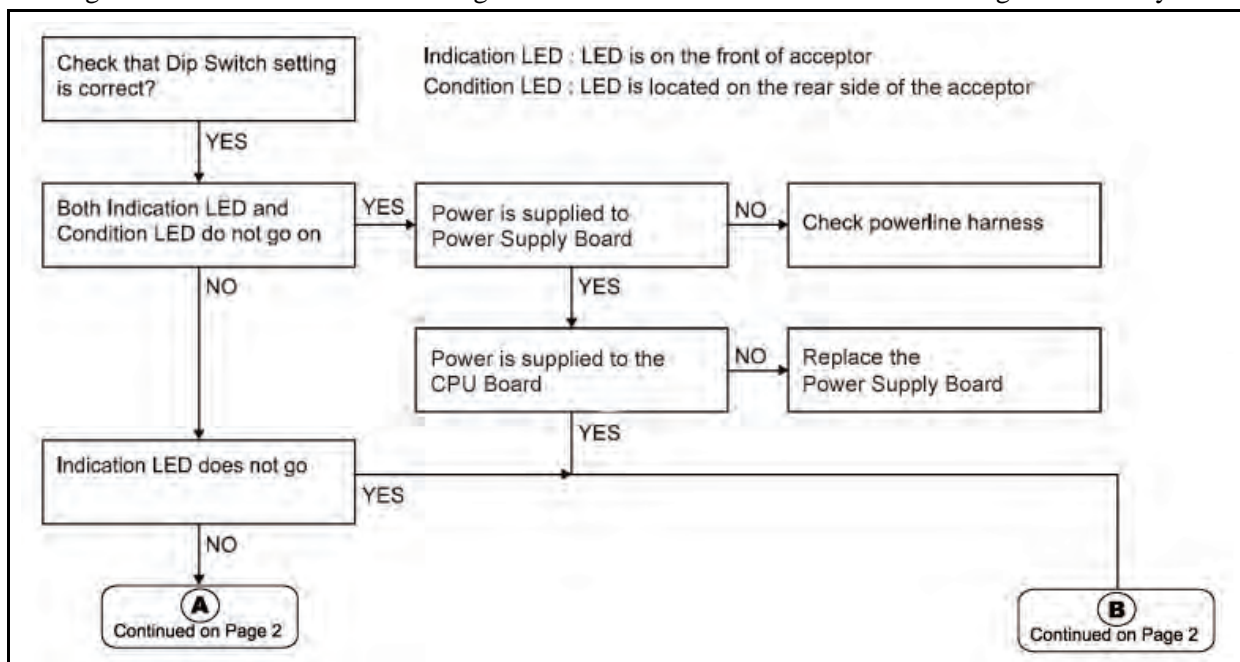 Check that Dip Switch setting
is correct?
Indication LED : LED is on the front of acceptor
Condition LED : LED is located on the rear side of the acceptor
YES
Both Indication LED and
Condition LED do not go on
YES
Power is supplied to
Power Supply Board
NO
Check powerline harness
NO
YES
Power is supplied to the
CPU Board
NO
Replace the
Power Supply Board
YES
Indication LED does not go
YES
NO
A
Continued on Page 2
B
Continued on Page 2